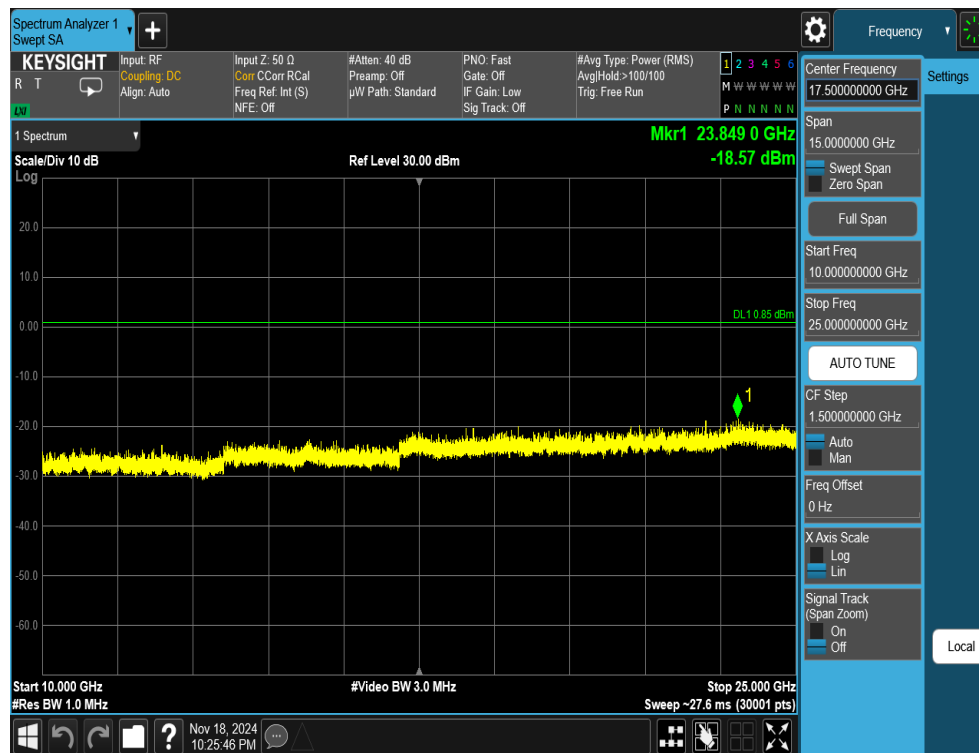 Spectrum Analyzer 1
Swept SA
Frequency
KEYSIGHT
R T
LXI
Input: RF
Coupling: DC
Align: Auto
Input Z: 50 Ω
Corr CCorr RCal
Freq Ref: Int (S)
NFE: Off
#Atten: 40 dB
Preamp: Off
µW Path: Standard
PNO: Fast
Gate: Off
IF Gain: Low
Sig Track: Off
#Avg Type: Power (RMS)
Avg|Hold:>100/100
Trig: Free Run
1 2 3 4 5 6
M W W W W W
P N N N N N
1 Spectrum
Scale/Div 10 dB
Log
Ref Level 30.00 dBm
Mkr1 23.849 0 GHz
-18.57 dBm
20.0
10.0
0.00
-10.0
-20.0
-30.0
-40.0
-50.0
-60.0
DL1 0.85 dBm
1
Start 10.000 GHz
#Res BW 1.0 MHz
#Video BW 3.0 MHz
Stop 25.000 GHz
Sweep ~27.6 ms (30001 pts)
Center Frequency
17.500000000 GHz
Span
15.0000000 GHz
Swept Span
Zero Span
Full Span
Start Freq
10.000000000 GHz
Stop Freq
25.000000000 GHz
AUTO TUNE
CF Step
1.500000000 GHz
Auto
Man
Freq Offset
0 Hz
X Axis Scale
Log
Lin
Signal Track
(Span Zoom)
On
Off
Settings
Local
?
Nov 18, 2024
10:25:46 PM